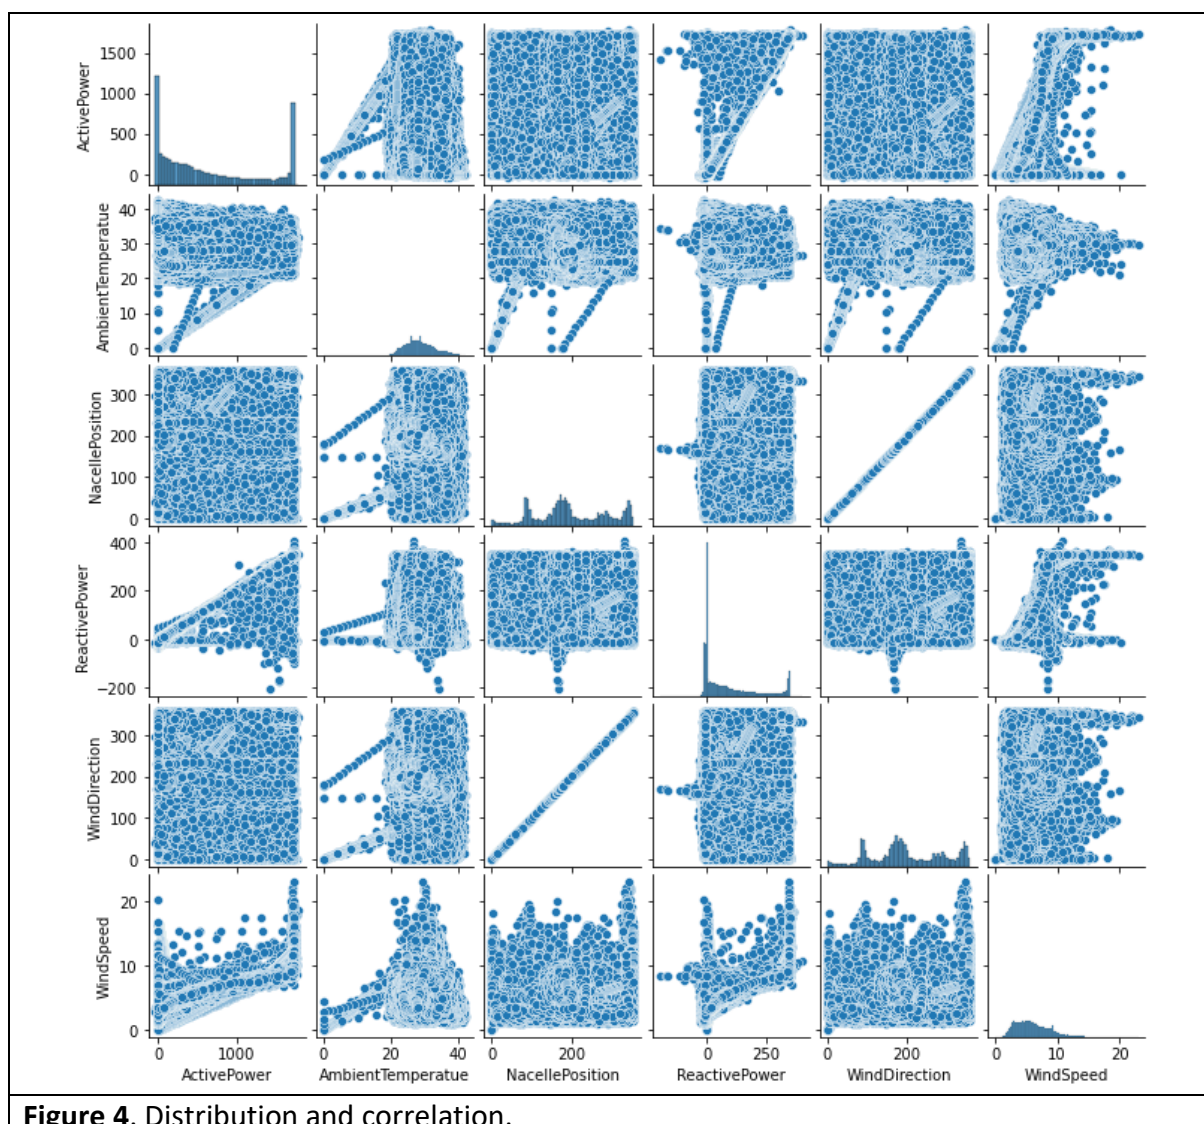 1500
1000
500
0
ActivePower
40
30
20
10
0
AmbientTemperatue
300
200
100
0
NacellePosition
400
200
0
−200
ReactivePower
300
200
100
0
WindDirection
20
10
0
WindSpeed
0 1000 0 20 40 0 200 0 250 0 200 0 10 20
ActivePower AmbientTemperatue NacellePosition ReactivePower WindDirection WindSpeed
Figure 4. Distribution and correlation.